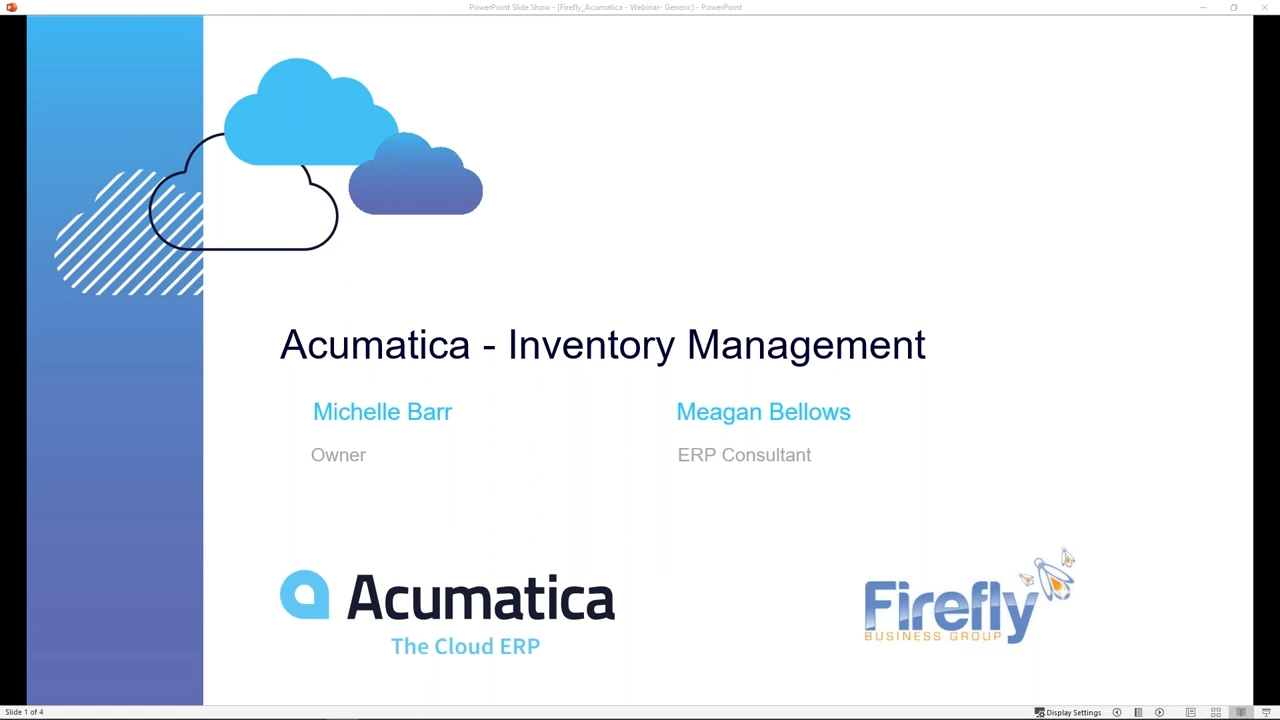 PowerPoint Slide Show - [Firefly_Acumatica - Webinar- Generic] - PowerPoint
Acumatica - Inventory Management
Michelle Barr
Meagan Bellows
Owner
ERP Consultant
Acumatica
The Cloud ERP
Firefly
BUSINESS GROUP
Slide 1 of 4
Display Settings